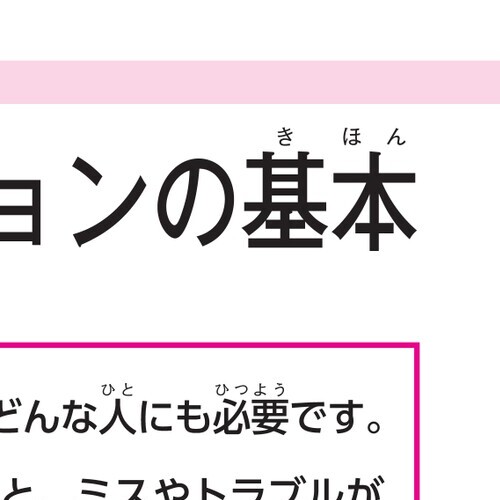 ョンの基本
きほん
どんな人にも必要です。
ひと ひつよう
と、ミスやトラブルが